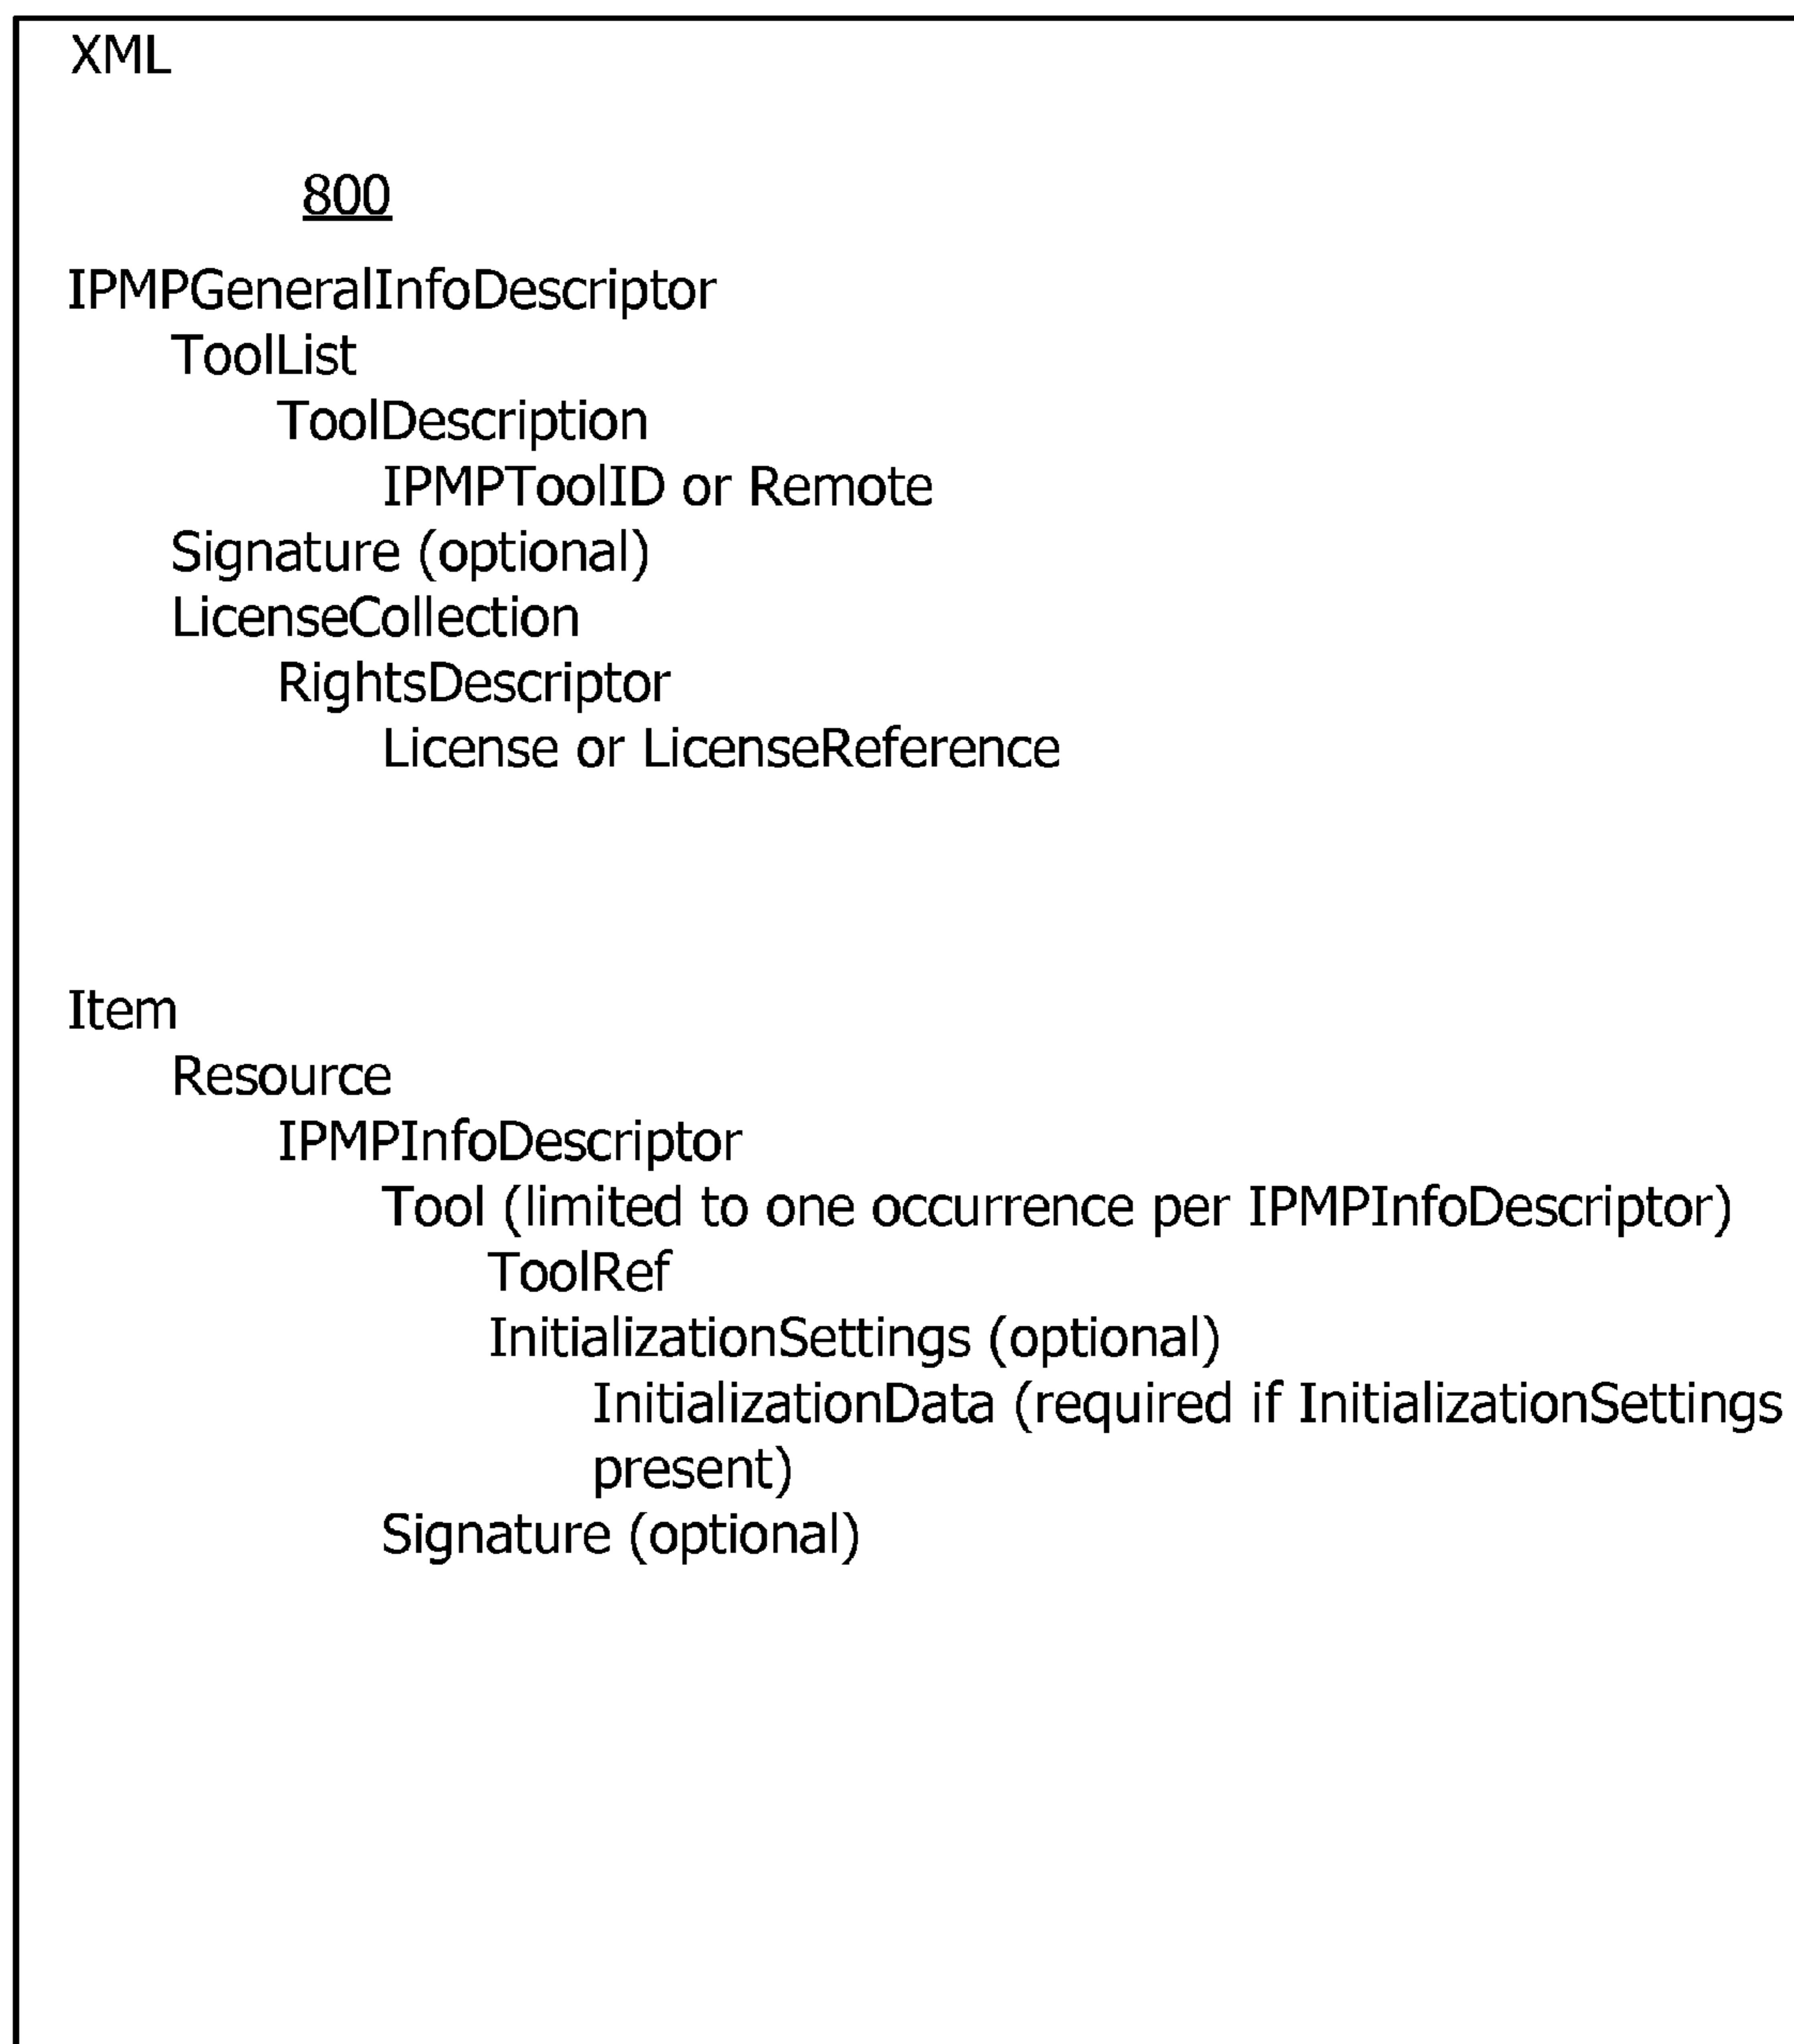 XML
800
IPMPGeneralInfoDescriptor
ToolList
ToolDescription
IPMPToolID or Remote
Signature (optional)
LicenseCollection
RightsDescriptor
License or LicenseReference
Item
Resource
IPMPInfoDescriptor
Tool (limited to one occurrence per IPMPInfoDescriptor)
ToolRef
InitializationSettings (optional)
InitializationData (required if InitializationSettings
present)
Signature (optional)